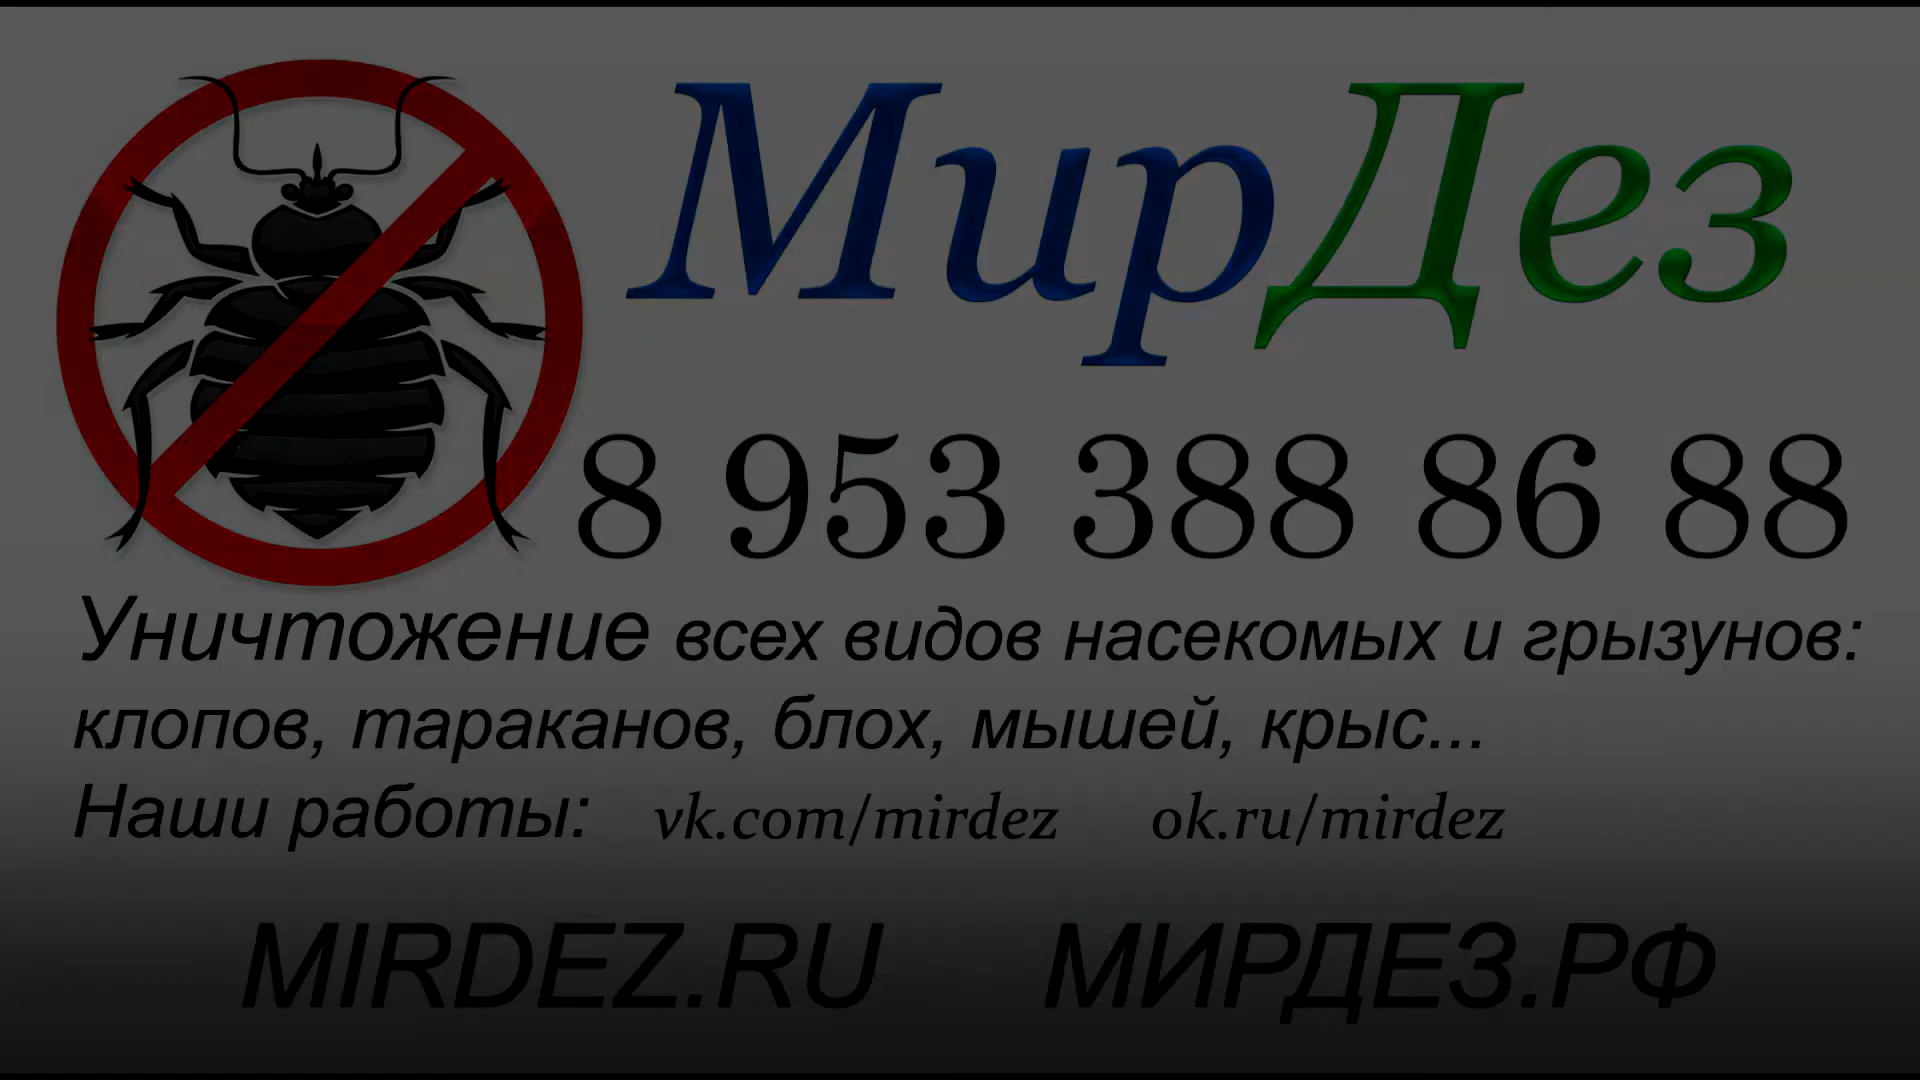 МирДез
8 953 388 86 88
Уничтожение всех видов насекомых и грызунов:
клопов, тараканов, блох, мышей, крыс...
Наши работы: vk.com/mirdez ok.ru/mirdez
MIRDEZ.RU МИРДЕЗ.РФ